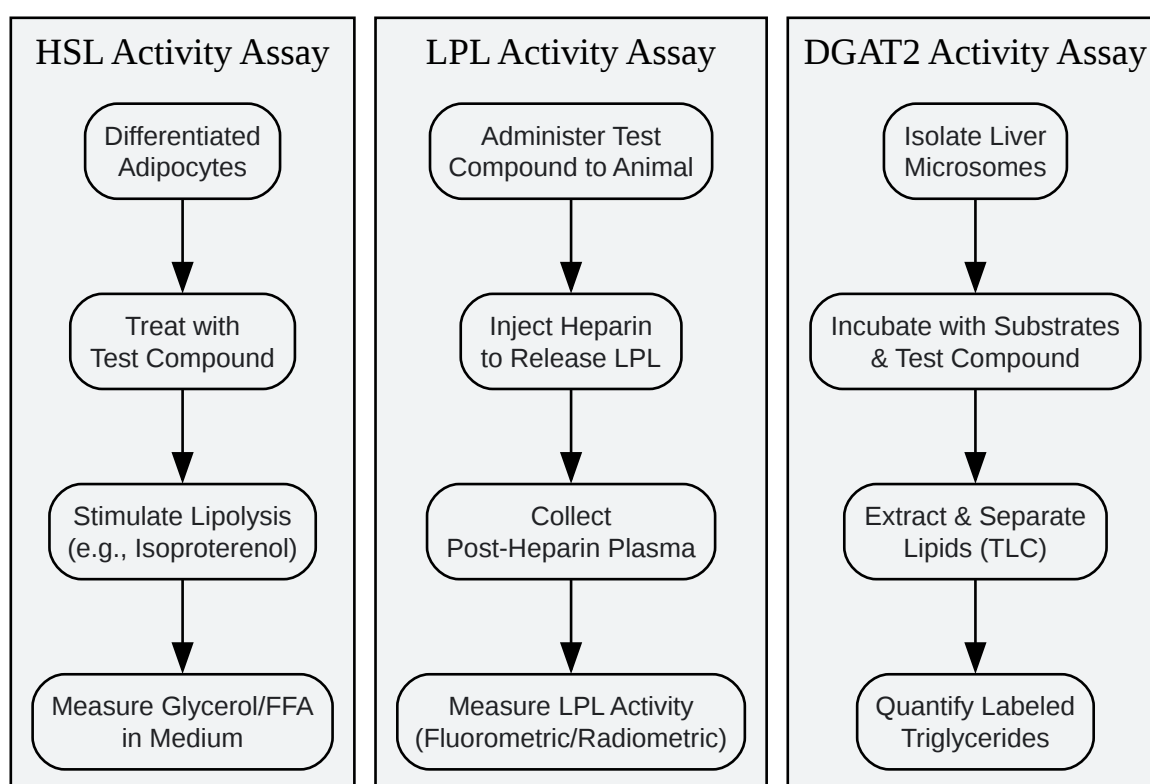 HSL Activity Assay
Differentiated
Adipocytes
Treat with
Test Compound
Stimulate Lipolysis
(e.g., Isoproterenol)
Measure Glycerol/FFA
in Medium
LPL Activity Assay
Administer Test
Compound to Animal
Inject Heparin
to Release LPL
Collect
Post-Heparin Plasma
Measure LPL Activity
(Fluorometric/Radiometric)
DGAT2 Activity Assay
Isolate Liver
Microsomes
Incubate with Substrates
& Test Compound
Extract & Separate
Lipids (TLC)
Quantify Labeled
Triglycerides